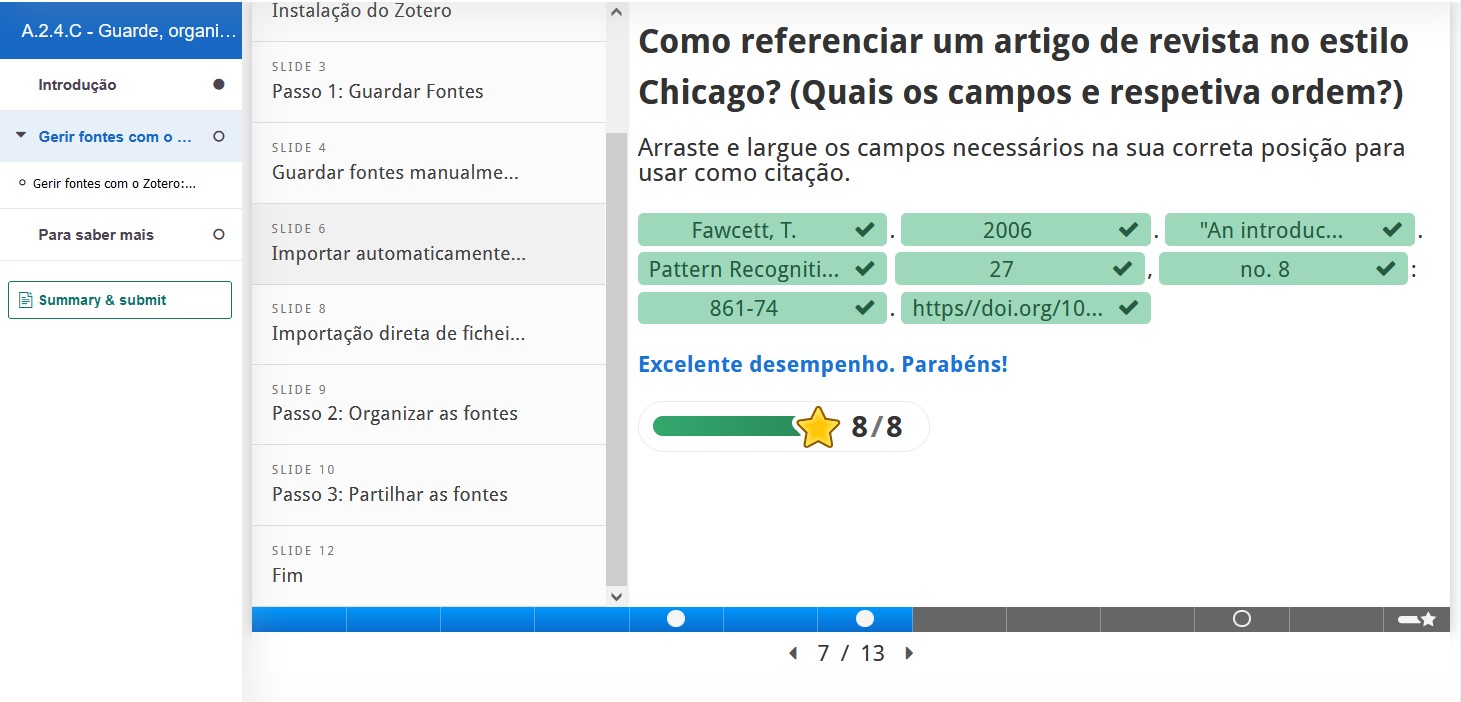 A.2.4.C - Guarde, organi...
Introdução
Gerir fontes com o ...
Gerir fontes com o Zotero:...
Para saber mais
Summary & submit
Instalação do Zotero
SLIDE 3
Passo 1: Guardar Fontes
SLIDE 4
Guardar fontes manualme...
SLIDE 6
Importar automaticamente...
SLIDE 8
Importação direta de fichei...
SLIDE 9
Passo 2: Organizar as fontes
SLIDE 10
Passo 3: Partilhar as fontes
SLIDE 12
Fim
Como referenciar um artigo de revista no estilo
Chicago? (Quais os campos e respetiva ordem?)
Arraste e largue os campos necessários na sua correta posição para
usar como citação.
Fawcett, T. . 2006 . "An introduc... .
Pattern Recogniti... 27 , no. 8 :
861-74 . https//doi.org/10...
Excelente desempenho. Parabéns!
8/8
7 / 13